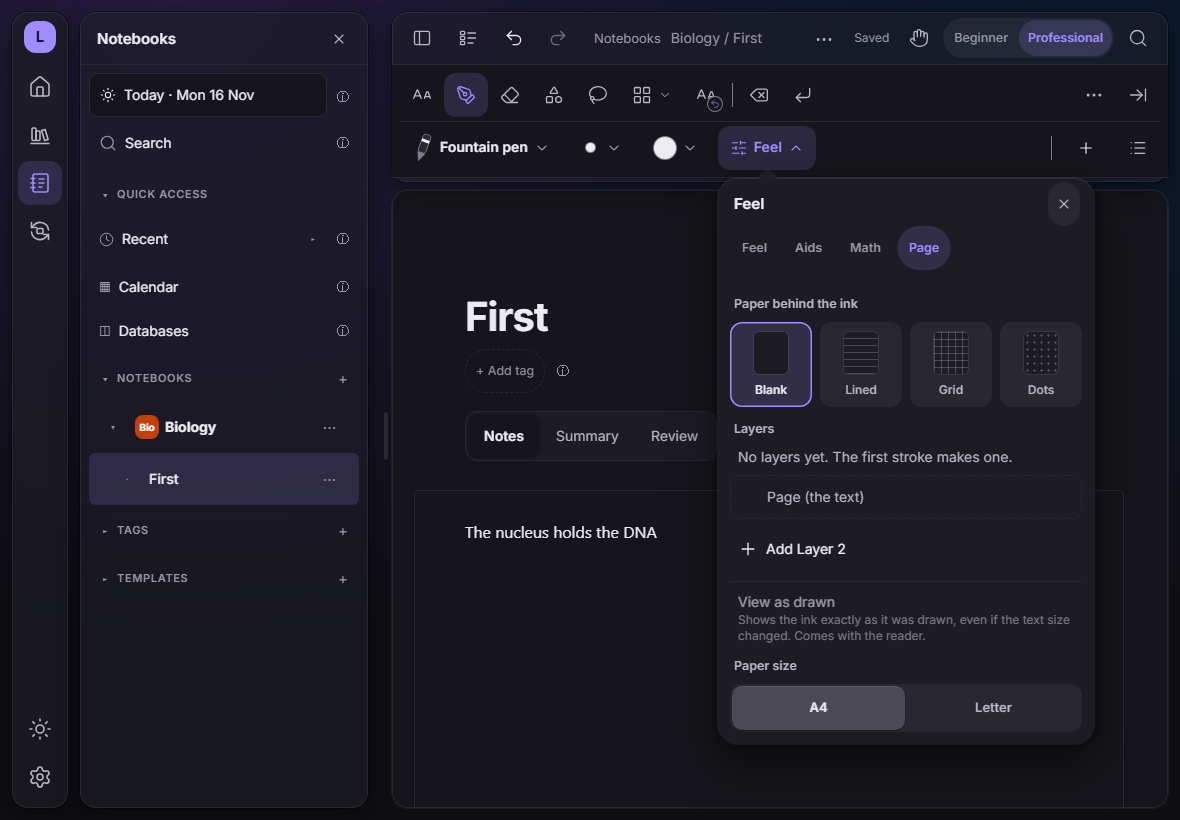 L
Notebooks
Today · Mon 16 Nov
Search
QUICK ACCESS
Recent
Calendar
Databases
NOTEBOOKS
Bio Biology
First
TAGS
TEMPLATES
Notebooks Biology / First
Saved
Beginner Professional
AA
AA
Fountain pen
Feel
First
+ Add tag
Notes Summary Review
The nucleus holds the DNA
Feel
Feel Aids Math Page
Paper behind the ink
Blank Lined Grid Dots
Layers
No layers yet. The first stroke makes one.
Page (the text)
Add Layer 2
View as drawn
Shows the ink exactly as it was drawn, even if the text size
changed. Comes with the reader.
Paper size
A4 Letter